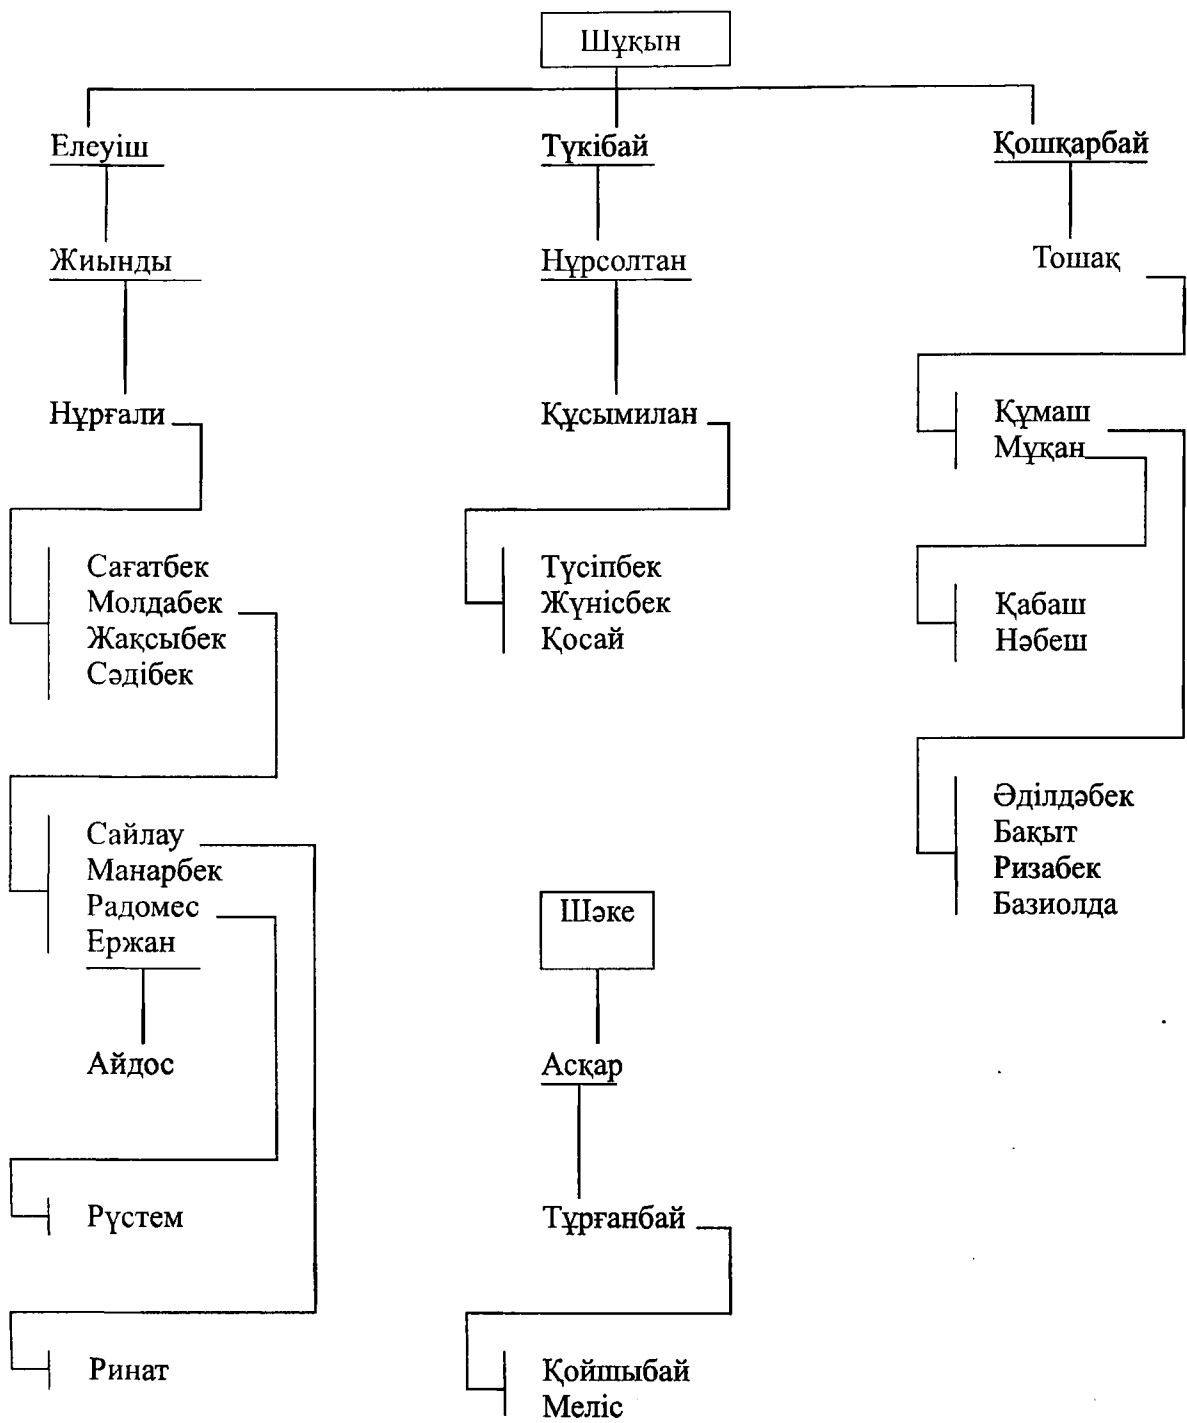 Шұқын
Елеуіш
Түкібай
Қошқарбай
Жиынды
Нұрсолтан
Тошақ
Нұрғали
Құсымилан
Құмаш
Мұқан
Сағатбек
Молдабек
Жақсыбек
Сәдібек
Түсіпбек
Жүнісбек
Қосай
Қабаш
Нәбеш
Сайлау
Манарбек
Радомес
Ержан
Әділдәбек
Бақыт
Ризабек
Базиолда
Шәке
Айдос
Асқар
Рүстем
Тұрғанбай
Ринат
Қойшыбай
Меліс